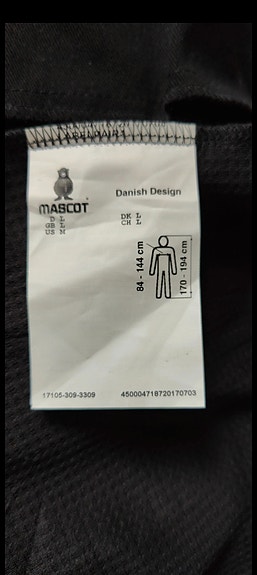 Danish Design
MASCOT
D L
GB L
US M
DK L
CH L
84 - 144 cm
170 - 194 cm
17105-309-3309
450004718720170703